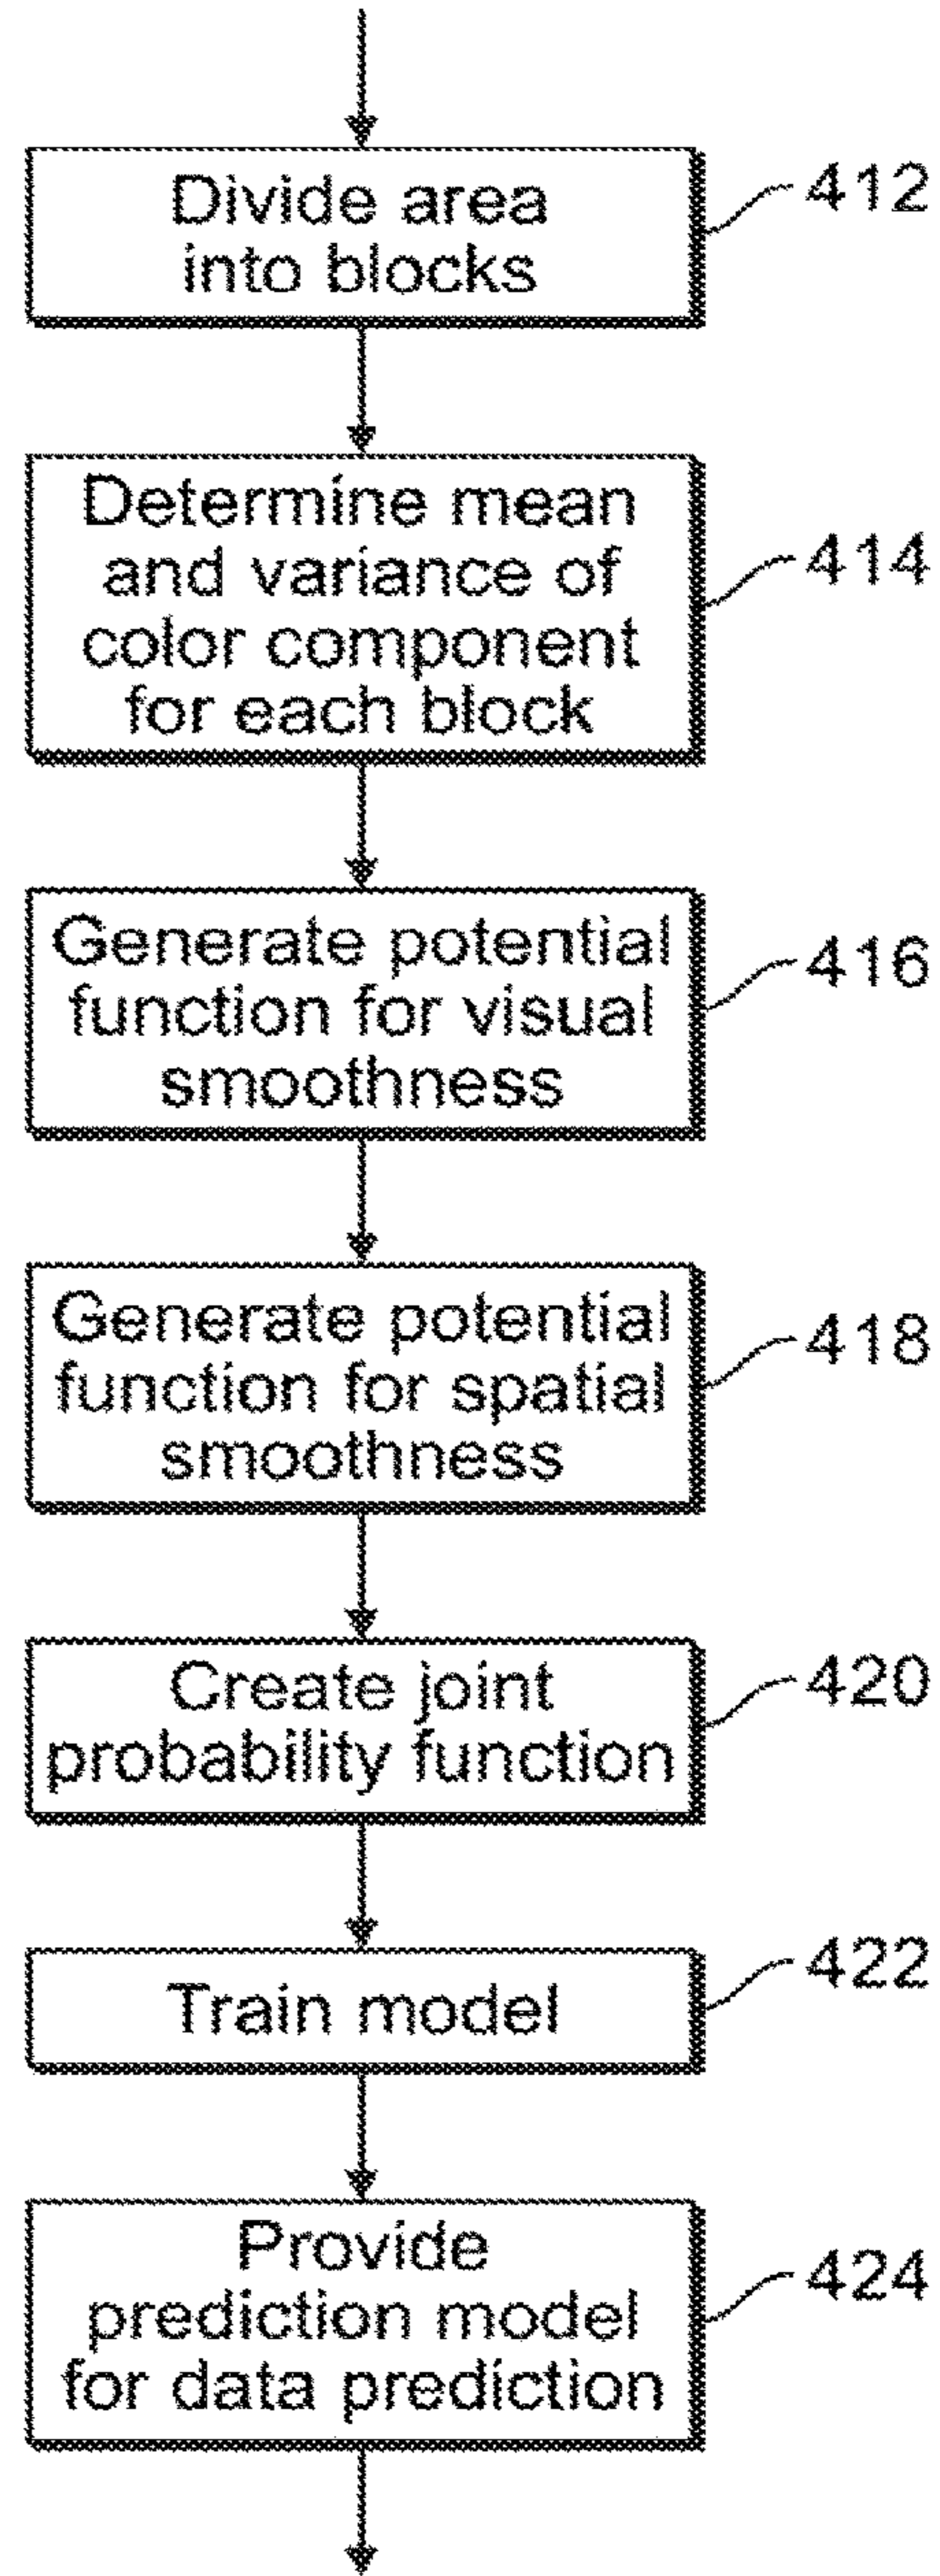 Divide area
into blocks
412
Determine mean
and variance of
color component
for each block
414
Generate potential
function for visual
smoothness
416
Generate potential
function for spatial
smoothness
418
Create joint
probability function
420
Train model
422
Provide
prediction model
for data prediction
424